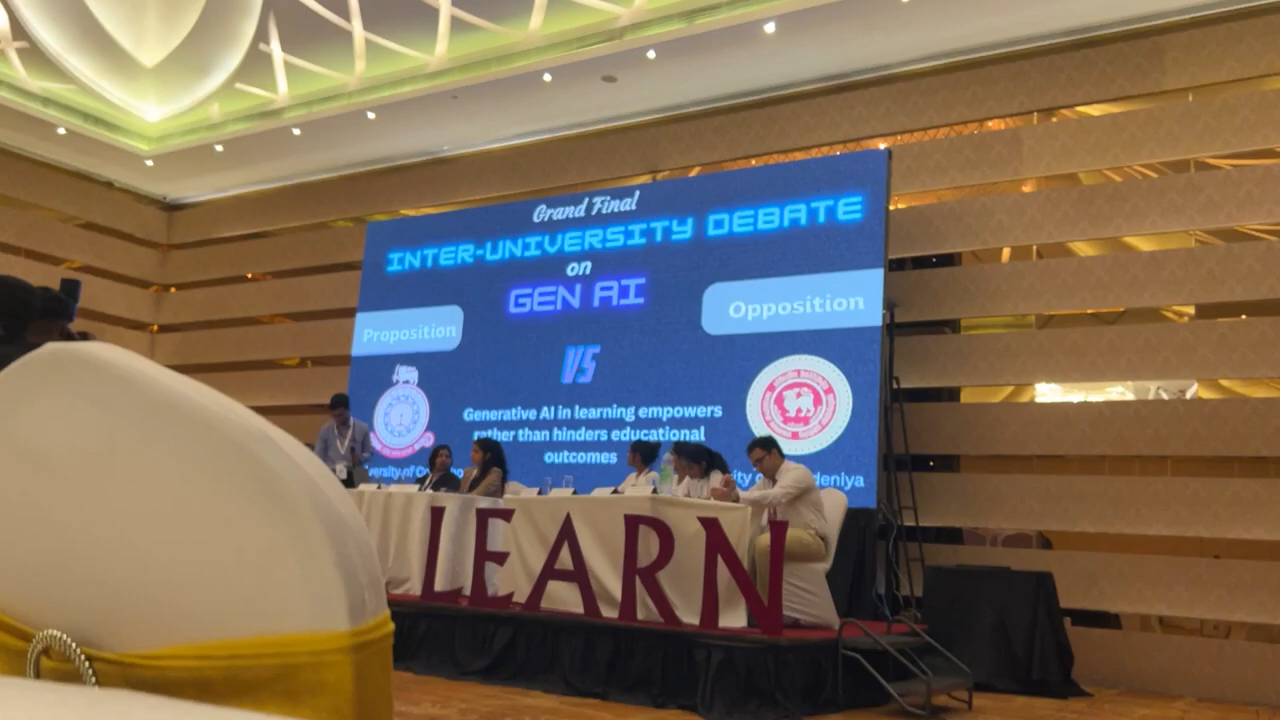 Grand Final
INTER-UNIVERSITY DEBATE
on
GEN AI
Proposition
Opposition
VS
Generative AI in learning empowers
rather than hinders educational
outcomes
LEARN